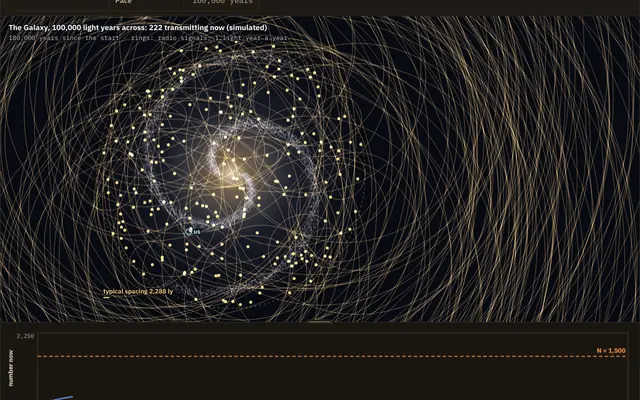 Pace
100,000 years
The Galaxy, 100,000 light years across: 222 transmitting now (simulated)
180,000 years since the start · rings: radio signals, 1 light year a year
us
typical spacing 2,288 ly
2,250
N = 1,500
number now